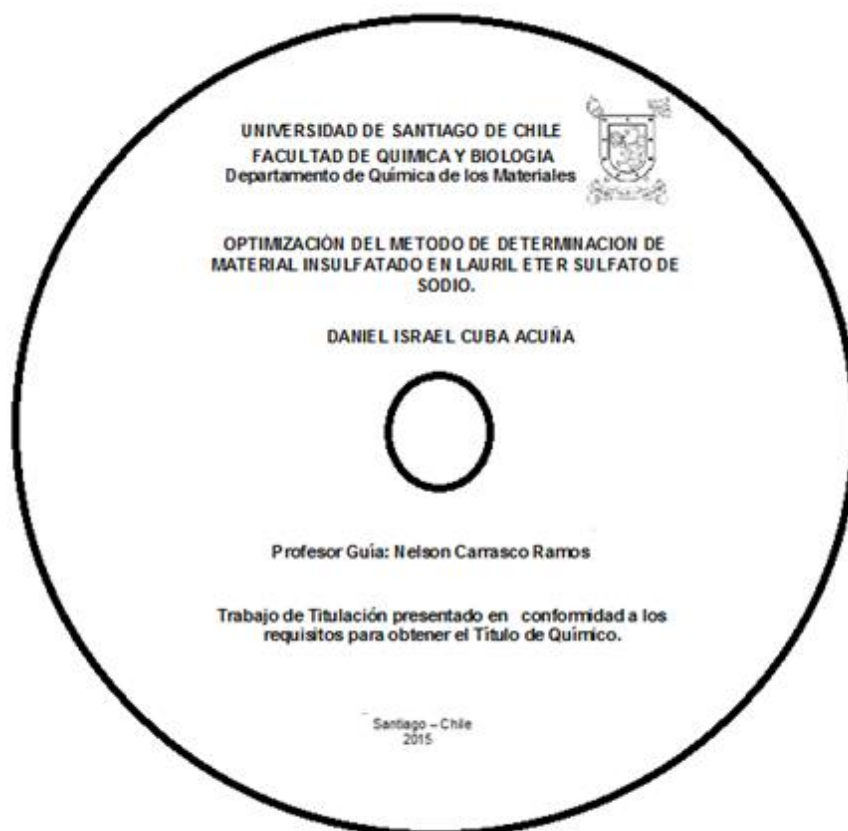 UNIVERSIDAD DE SANTIAGO DE CHILE
FACULTAD DE QUIMICA Y BIOLOGIA
Departamento de Química de los Materiales
OPTIMIZACIÓN DEL METODO DE DETERMINACION DE
MATERIAL INSULFATADO EN LAURIL ETER SULFATO DE
SODIO.
DANIEL ISRAEL CUBA ACUÑA
Profesor Guía: Nelson Carrasco Ramos
Trabajo de Titulación presentado en conformidad a los
requisitos para obtener el Título de Químico.
Santiago – Chile
2015